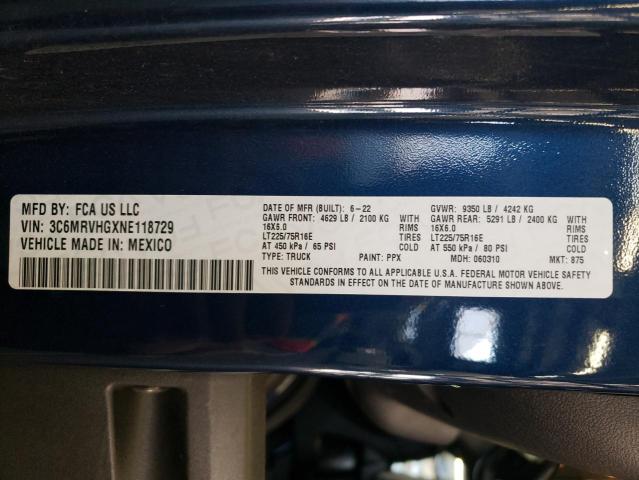 MFD BY: FCA US LLC
VIN: 3C6MRVHGXNE118729
VEHICLE MADE IN: MEXICO
DATE OF MFR (BUILT): 6-22 GVWR: 9350 LB / 4242 KG
GAWR FRONT: 4629 LB / 2100 KG WITH GAWR REAR: 5291 LB / 2400 KG WITH
16X6.0 RIMS 16X6.0 RIMS
LT225/75R16E TIRES LT225/75R16E TIRES
AT 450 kPa / 65 PSI COLD AT 550 kPa / 80 PSI COLD
TYPE: TRUCK PAINT: PPX MDH: 060310 MKT: 875
THIS VEHICLE CONFORMS TO ALL APPLICABLE U.S.A. FEDERAL MOTOR VEHICLE SAFETY
STANDARDS IN EFFECT ON THE DATE OF MANUFACTURE SHOWN ABOVE.